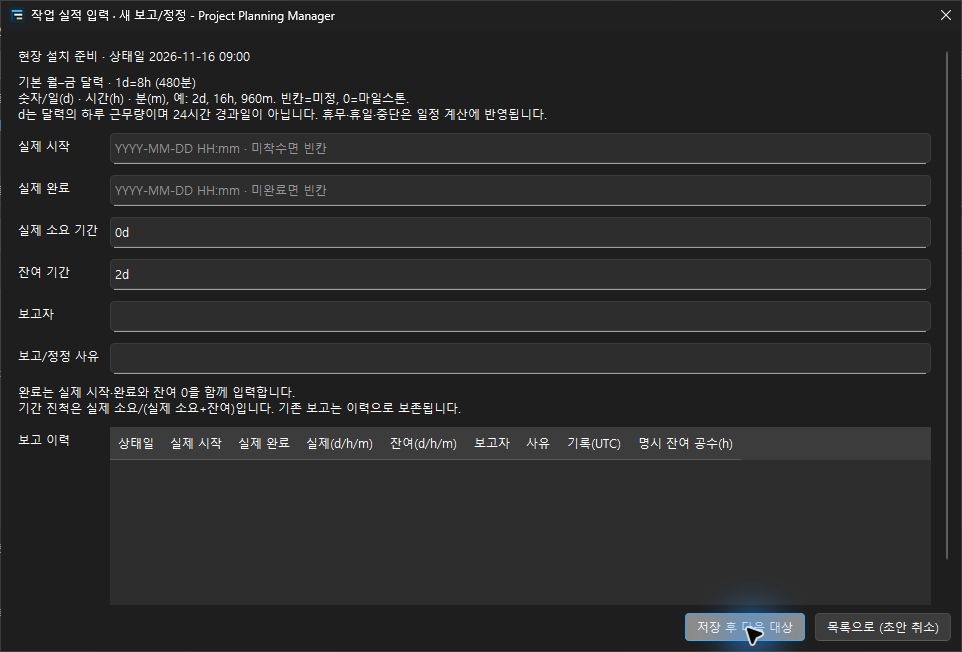 작업 실적 입력 · 새 보고/정정 - Project Planning Manager
현장 설치 준비 · 상태일 2026-11-16 09:00
기본 월–금 달력 · 1d=8h (480분)
숫자/일(d) · 시간(h) · 분(m), 예: 2d, 16h, 960m. 빈칸=미정, 0=마일스톤.
d는 달력의 하루 근무량이며 24시간 경과일이 아닙니다. 휴무·휴일·중단은 일정 계산에 반영됩니다.
실제 시작 YYYY-MM-DD HH:mm · 미착수면 빈칸
실제 완료 YYYY-MM-DD HH:mm · 미완료면 빈칸
실제 소요 기간 0d
잔여 기간 2d
보고자
보고/정정 사유
완료는 실제 시작·완료와 잔여 0을 함께 입력합니다.
기간 진척은 실제 소요/(실제 소요+잔여)입니다. 기존 보고는 이력으로 보존됩니다.
보고 이력 상태일 실제 시작 실제 완료 실제(d/h/m) 잔여(d/h/m) 보고자 사유 기록(UTC) 명시 잔여 공수(h)
저장 후 다음 대상 목록으로 (초안 취소)